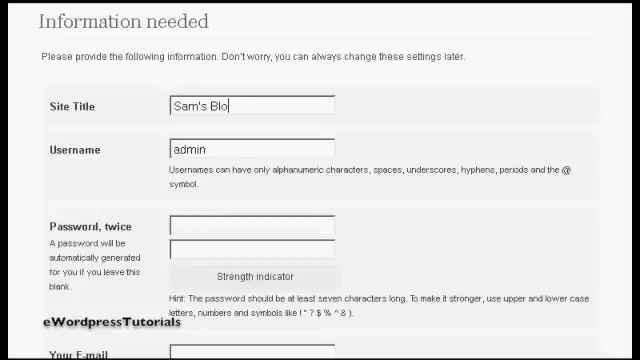 Information needed
Please provide the following information. Don't worry, you can always change these settings later.
Site Title
Sam's Blo
Username
admin
Usernames can have only alphanumeric characters, spaces, underscores, hyphens, periods and the @
symbol.
Password, twice
A password will be
automatically generated
for you if you leave this
blank.
Strength indicator
Hint: The password should be at least seven characters long. To make it stronger, use upper and lower case
letters, numbers and symbols like ! " ? $ % ^ & ).
eWordpressTutorials
Your E-mail